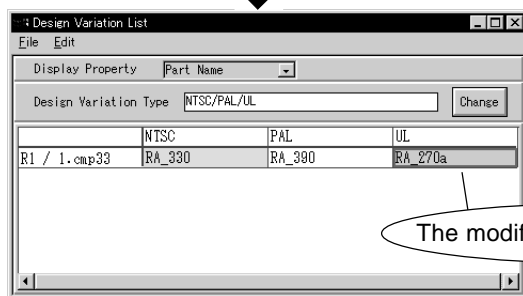 Design Variation List
File Edit
Display Property Part Name
Design Variation Type NTSC/PAL/UL Change
NTSC PAL UL
R1 / 1.cmp33 RA_330 RA_390 RA_270a
The modif